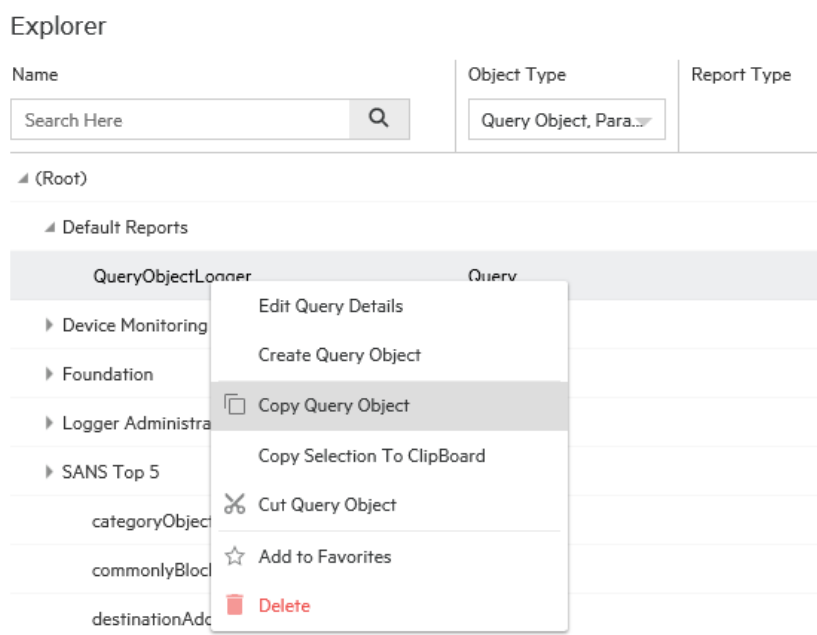 Explorer
Name Object Type Report Type
Search Here Query Object, Para...
(Root)
Default Reports
QueryObjectLogger Query
Edit Query Details
Device Monitoring
Create Query Object
Foundation
Copy Query Object
Logger Administra
Copy Selection To ClipBoard
SANS Top 5
Cut Query Object
categoryObject
Add to Favorites
commonlyBlock
Delete
destinationAdd